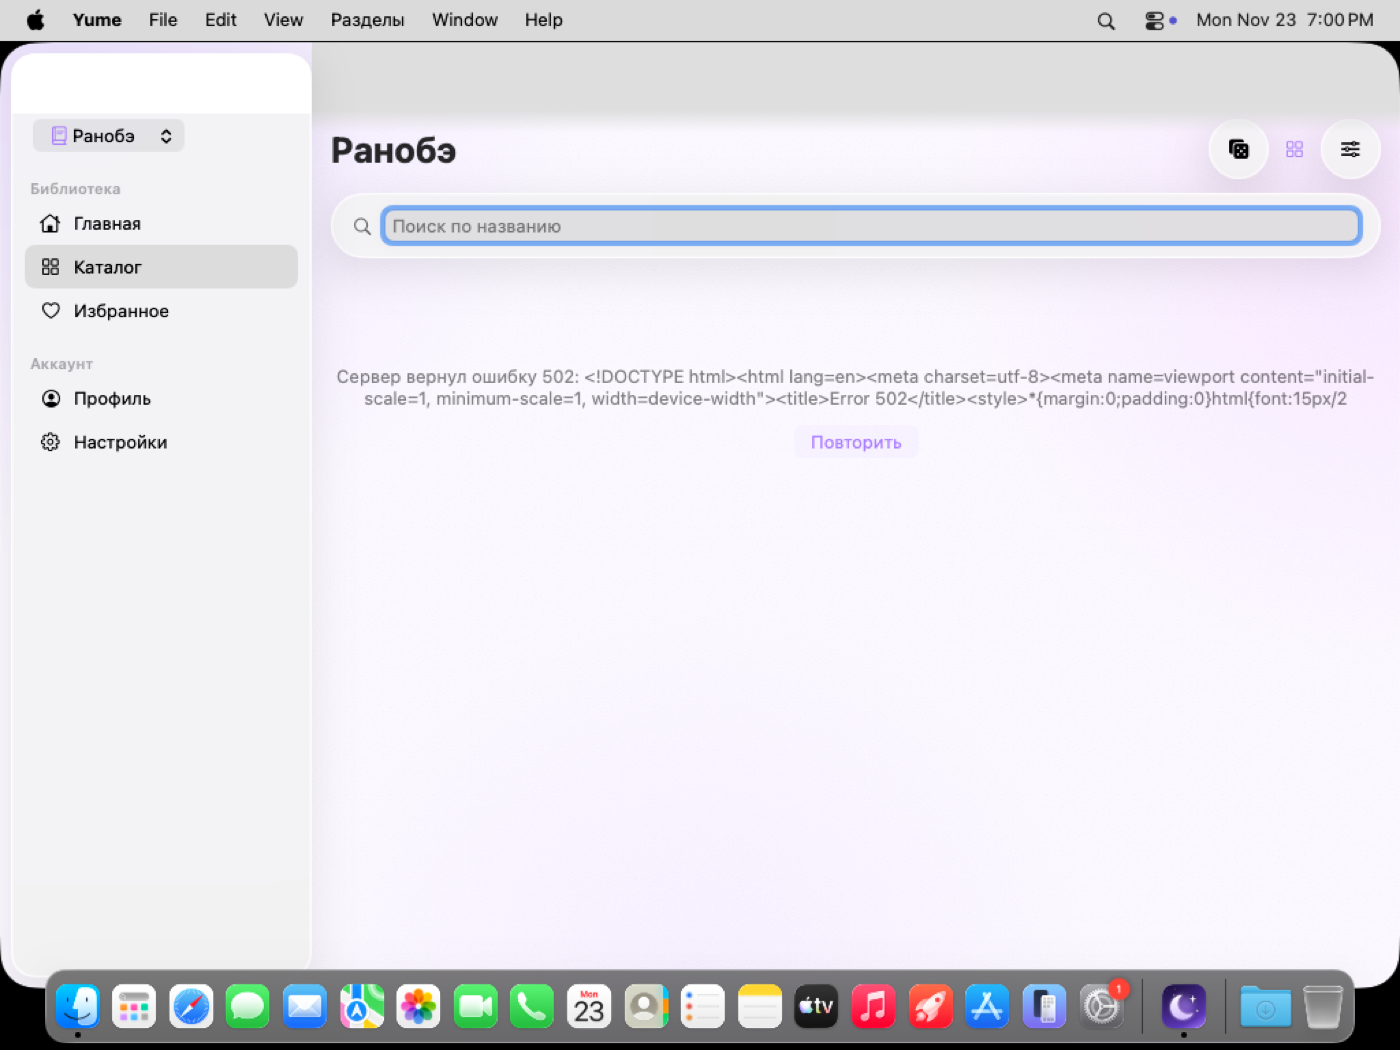 Yume File Edit View Разделы Window Help Mon Nov 23 7:00 PM
Ранобэ
Библиотека
Главная
Каталог
Избранное
Аккаунт
Профиль
Настройки
Ранобэ
Поиск по названию
Сервер вернул ошибку 502: <!DOCTYPE html><html lang=en><meta charset=utf-8><meta name=viewport content="initial-
scale=1, minimum-scale=1, width=device-width"><title>Error 502</title><style>*{margin:0;padding:0}html{font:15px/2
Повторить
Mon
23
tv
1